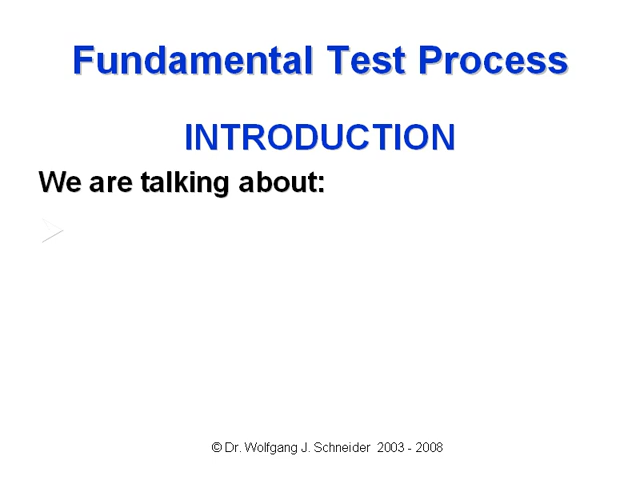 Fundamental Test Process
INTRODUCTION
We are talking about:
>
© Dr. Wolfgang J. Schneider 2003 - 2008